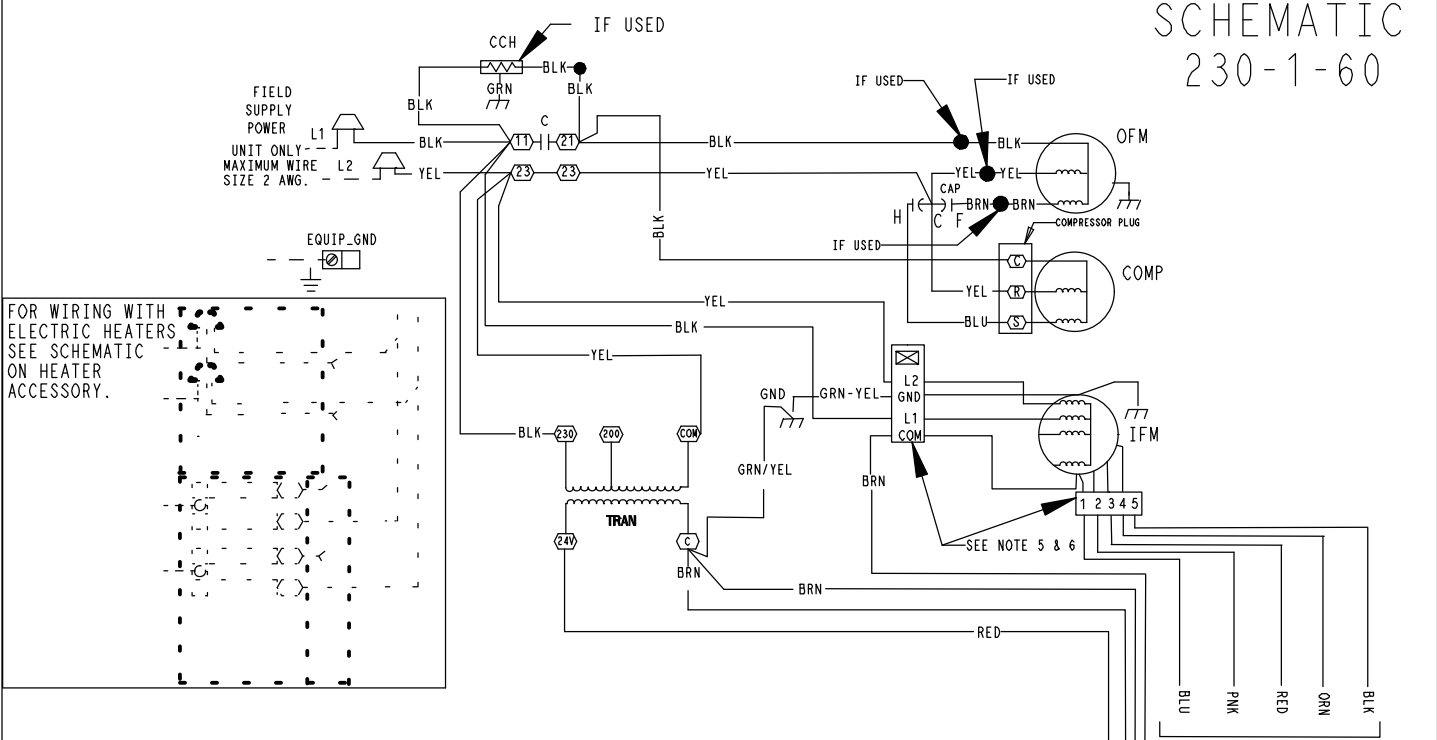 SCHEMATIC
230-1-60
IF USED
CCH
BLK
GRN
BLK
BLK
FIELD
SUPPLY
POWER
L1
UNIT ONLY
MAXIMUM WIRE
SIZE 2 AWG.
L2
BLK
YEL
C
11
21
23
23
BLK
YEL
IF USED
IF USED
BLK
OFM
YEL
YEL
CAP
BRN
BRN
H
C
F
IF USED
COMPRESSOR PLUG
BLK
C
COMP
YEL
R
BLU
S
EQUIP_GND
FOR WIRING WITH
ELECTRIC HEATERS
SEE SCHEMATIC
ON HEATER
ACCESSORY.
YEL
BLK
YEL
L2
GND
GRN-YEL
GND
L1
COM
IFM
BLK
230
200
COM
GRN/YEL
BRN
1 2 3 4 5
TRAN
24V
C
SEE NOTE 5 & 6
BRN
BRN
RED
BLU
PNK
RED
ORN
BLK